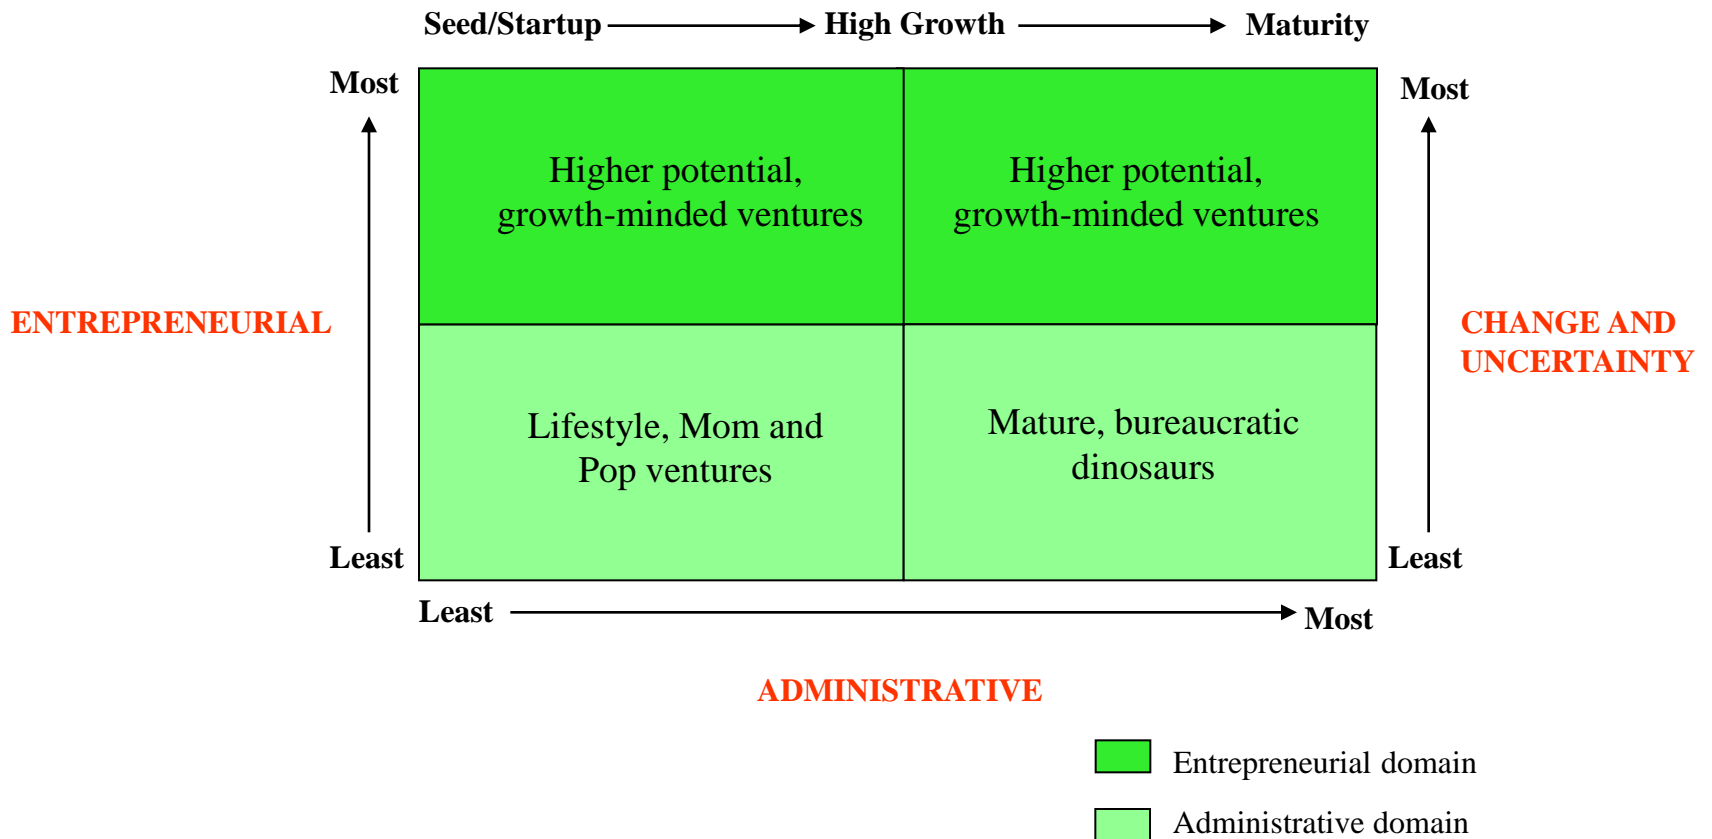 Seed/Startup High Growth Maturity
Most
Most
Higher potential,
growth-minded ventures
Higher potential,
growth-minded ventures
ENTREPRENEURIAL
CHANGE AND
UNCERTAINTY
Lifestyle, Mom and
Pop ventures
Mature, bureaucratic
dinosaurs
Least
Least
Least
Most
ADMINISTRATIVE
Entrepreneurial domain
Administrative domain